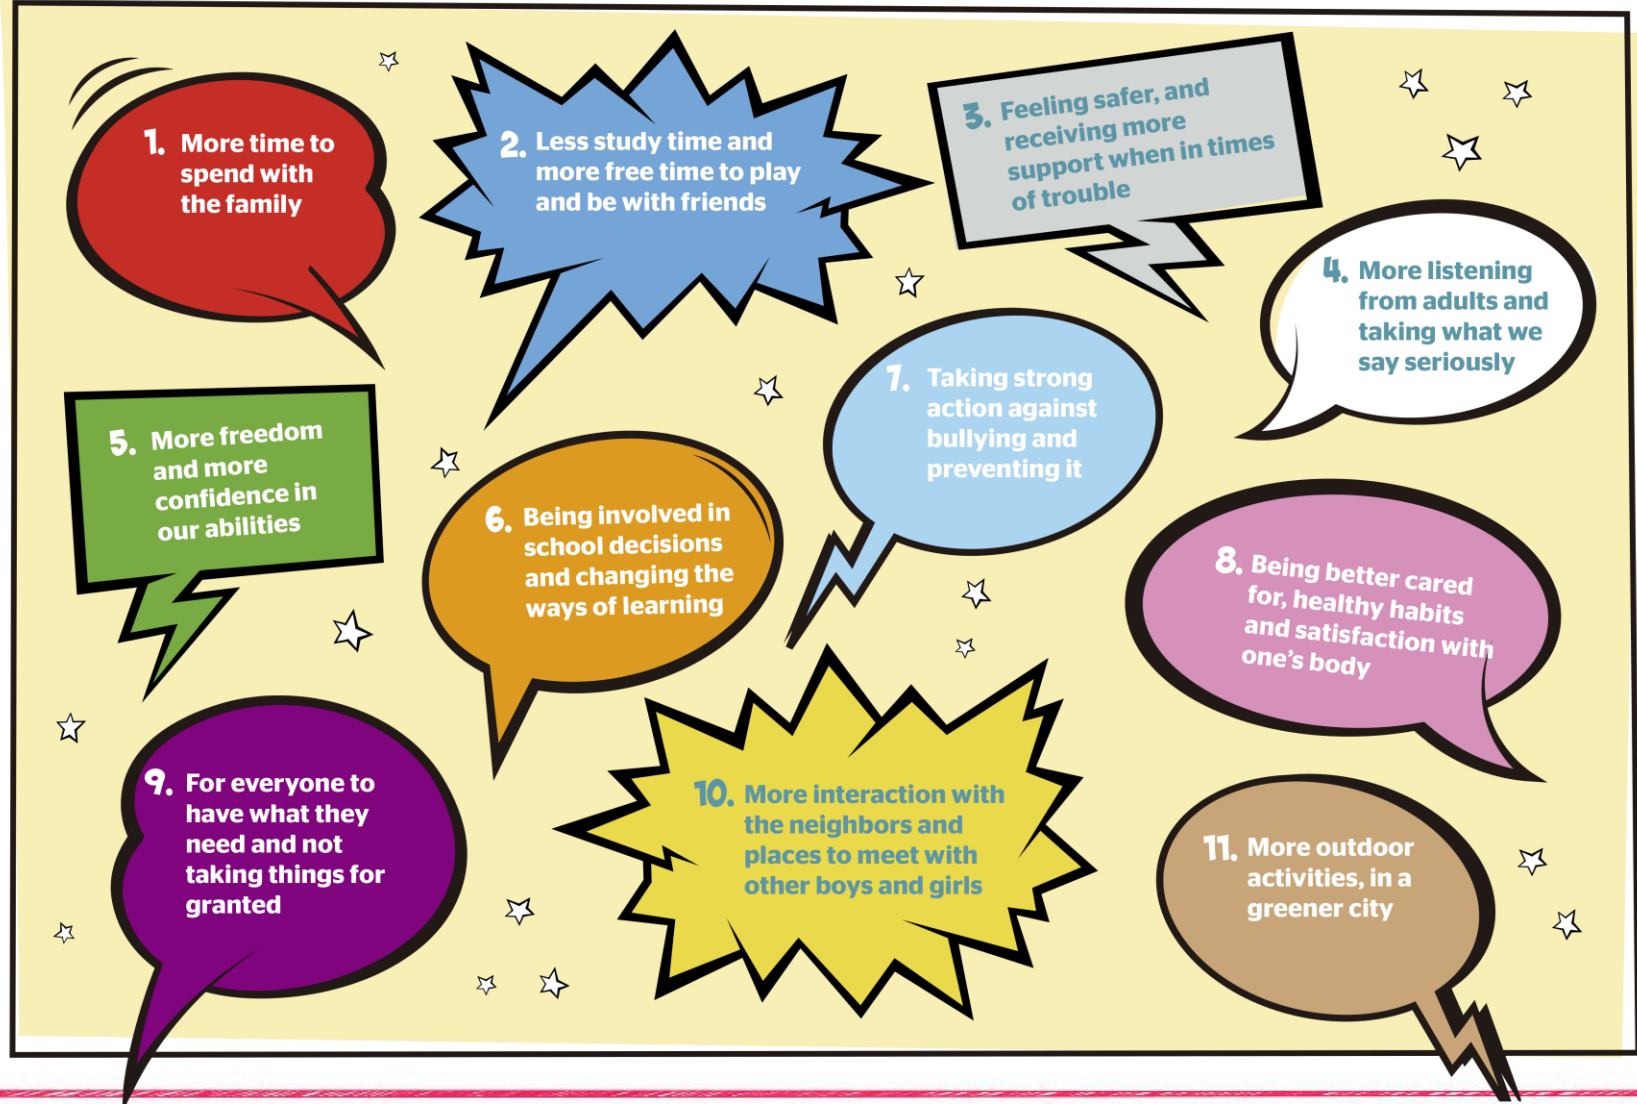 1. More time to
spend with
the family
2. Less study time and
more free time to play
and be with friends
3. Feeling safer, and
receiving more
support when in times
of trouble
4. More listening
from adults and
taking what we
say seriously
5. More freedom
and more
confidence in
our abilities
6. Being involved in
school decisions
and changing the
ways of learning
7. Taking strong
action against
bullying and
preventing it
8. Being better cared
for, healthy habits
and satisfaction with
one's body
9. For everyone to
have what they
need and not
taking things for
granted
10. More interaction with
the neighbors and
places to meet with
other boys and girls
11. More outdoor
activities, in a
greener city